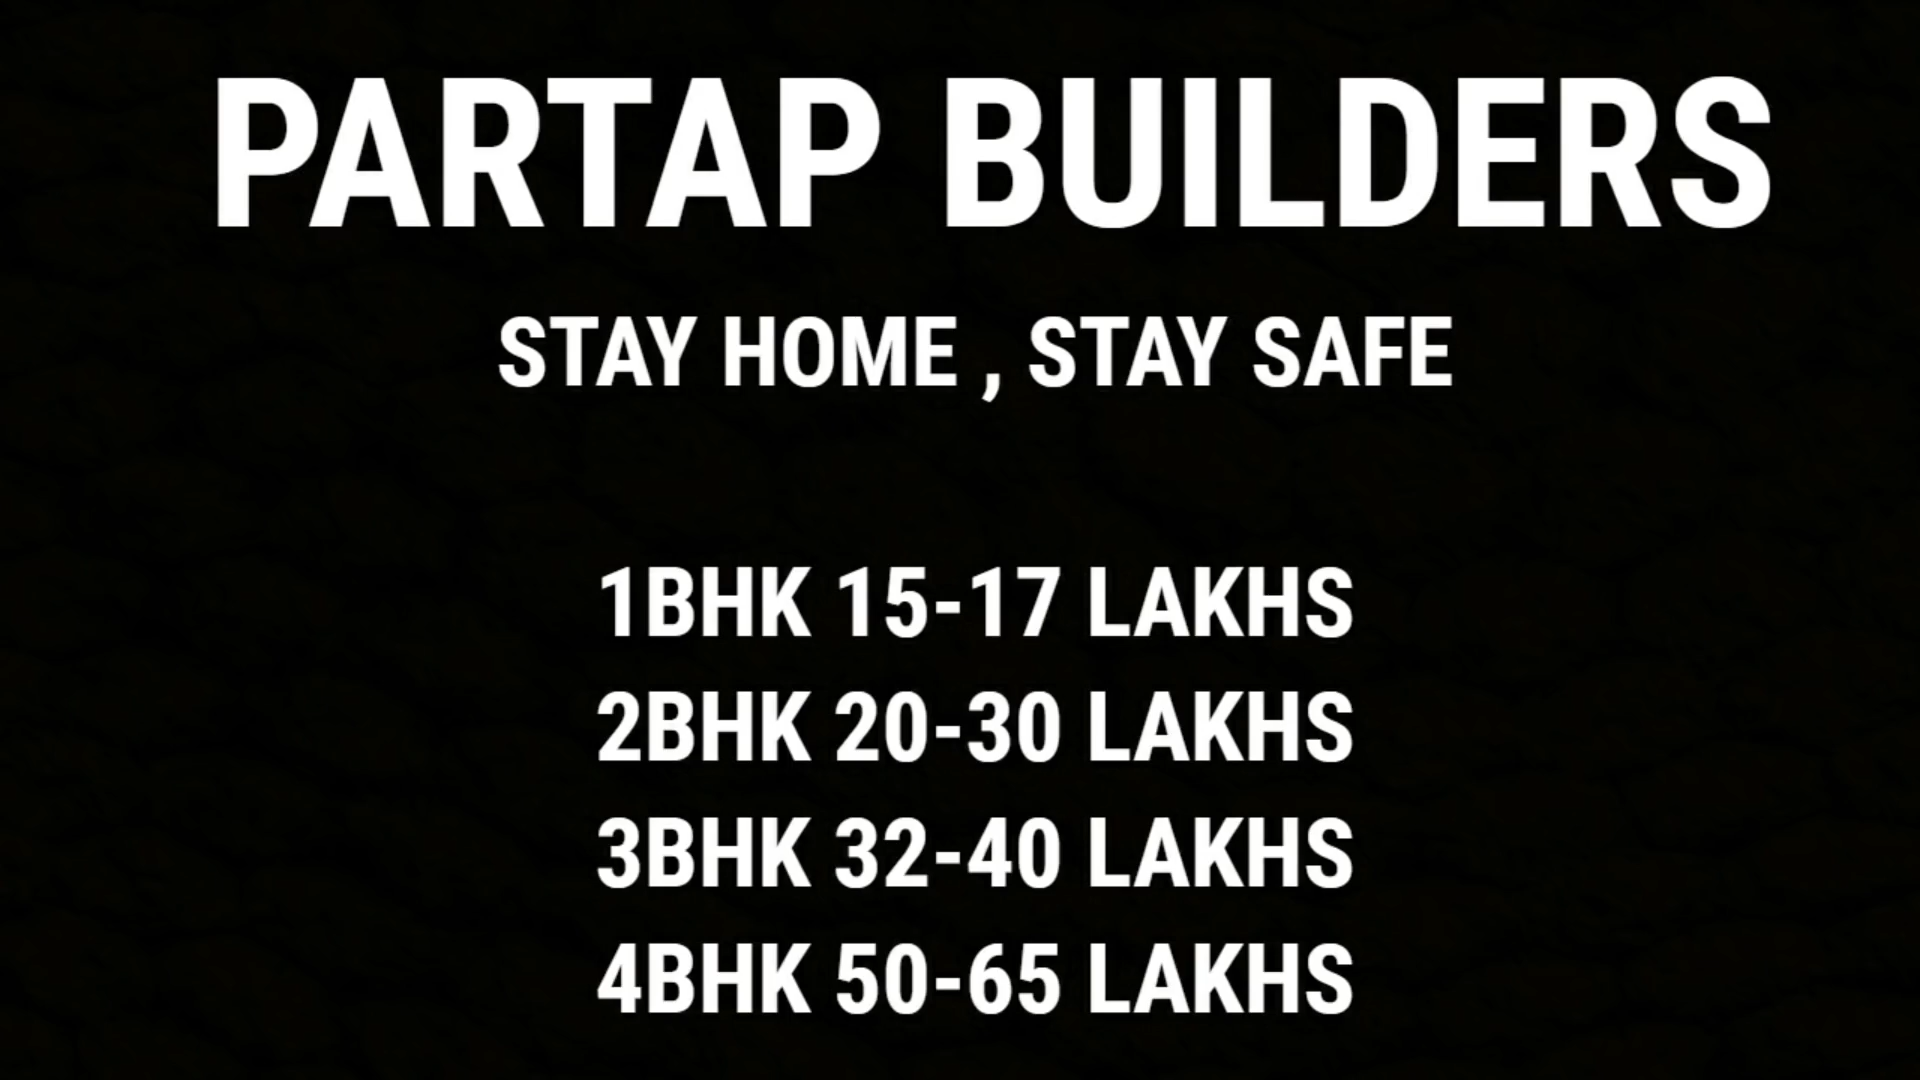 PARTAP BUILDERS
STAY HOME , STAY SAFE
1BHK 15-17 LAKHS
2BHK 20-30 LAKHS
3BHK 32-40 LAKHS
4BHK 50-65 LAKHS